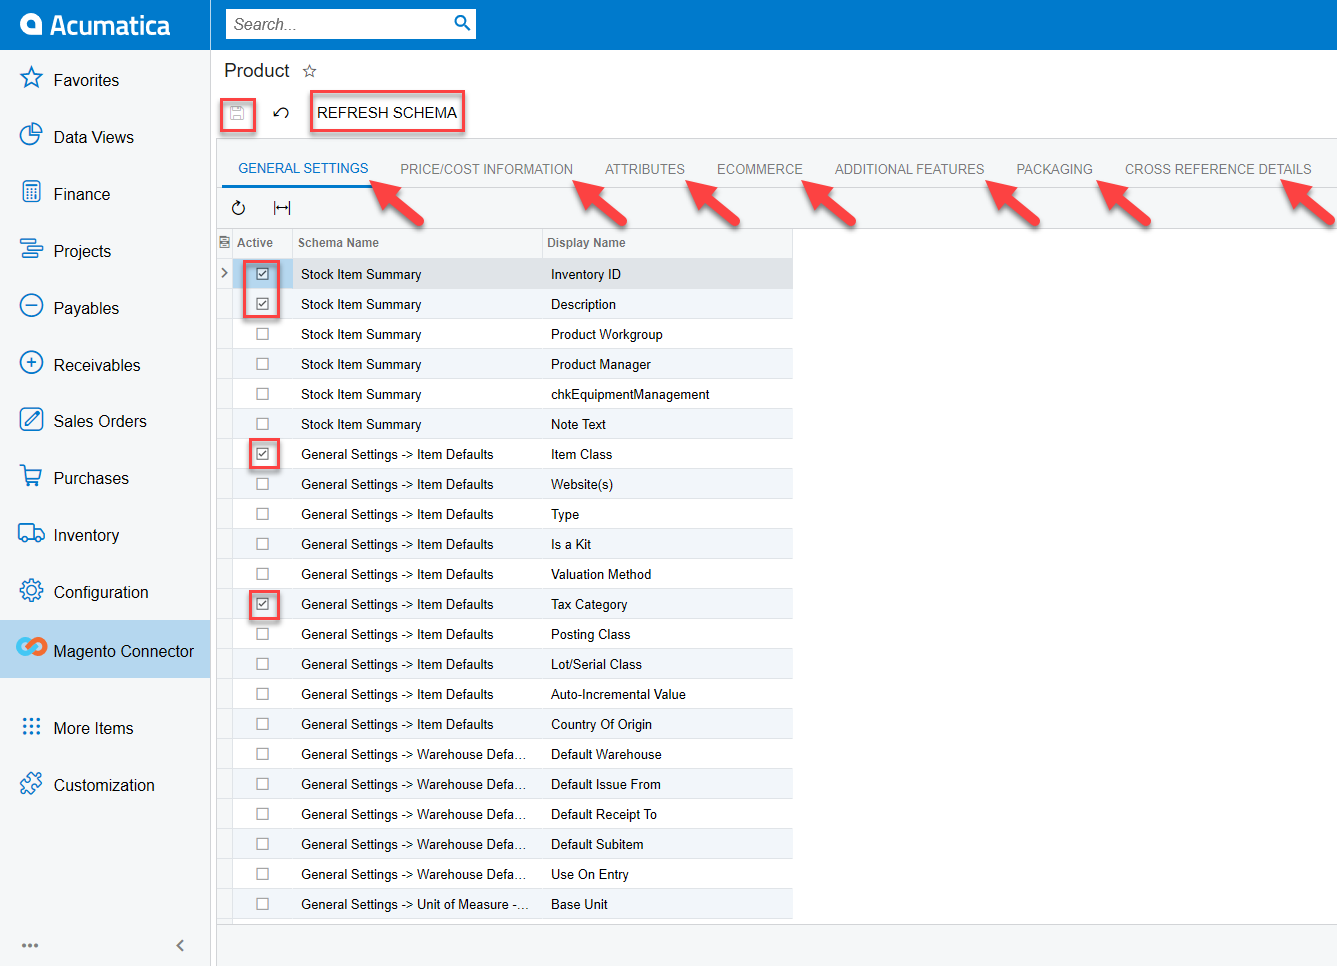 Acumatica
Search...
Favorites
Data Views
Finance
Projects
Payables
Receivables
Sales Orders
Purchases
Inventory
Configuration
Magento Connector
More Items
Customization
Product
REFRESH SCHEMA
GENERAL SETTINGS PRICE/COST INFORMATION ATTRIBUTES ECOMMERCE ADDITIONAL FEATURES PACKAGING CROSS REFERENCE DETAILS
Active Schema Name Display Name
Stock Item Summary Inventory ID
Stock Item Summary Description
Stock Item Summary Product Workgroup
Stock Item Summary Product Manager
Stock Item Summary chkEquipmentManagement
Stock Item Summary Note Text
General Settings -> Item Defaults Item Class
General Settings -> Item Defaults Website(s)
General Settings -> Item Defaults Type
General Settings -> Item Defaults Is a Kit
General Settings -> Item Defaults Valuation Method
General Settings -> Item Defaults Tax Category
General Settings -> Item Defaults Posting Class
General Settings -> Item Defaults Lot/Serial Class
General Settings -> Item Defaults Auto-Incremental Value
General Settings -> Item Defaults Country Of Origin
General Settings -> Warehouse Defa... Default Warehouse
General Settings -> Warehouse Defa... Default Issue From
General Settings -> Warehouse Defa... Default Receipt To
General Settings -> Warehouse Defa... Default Subitem
General Settings -> Warehouse Defa... Use On Entry
General Settings -> Unit of Measure -... Base Unit